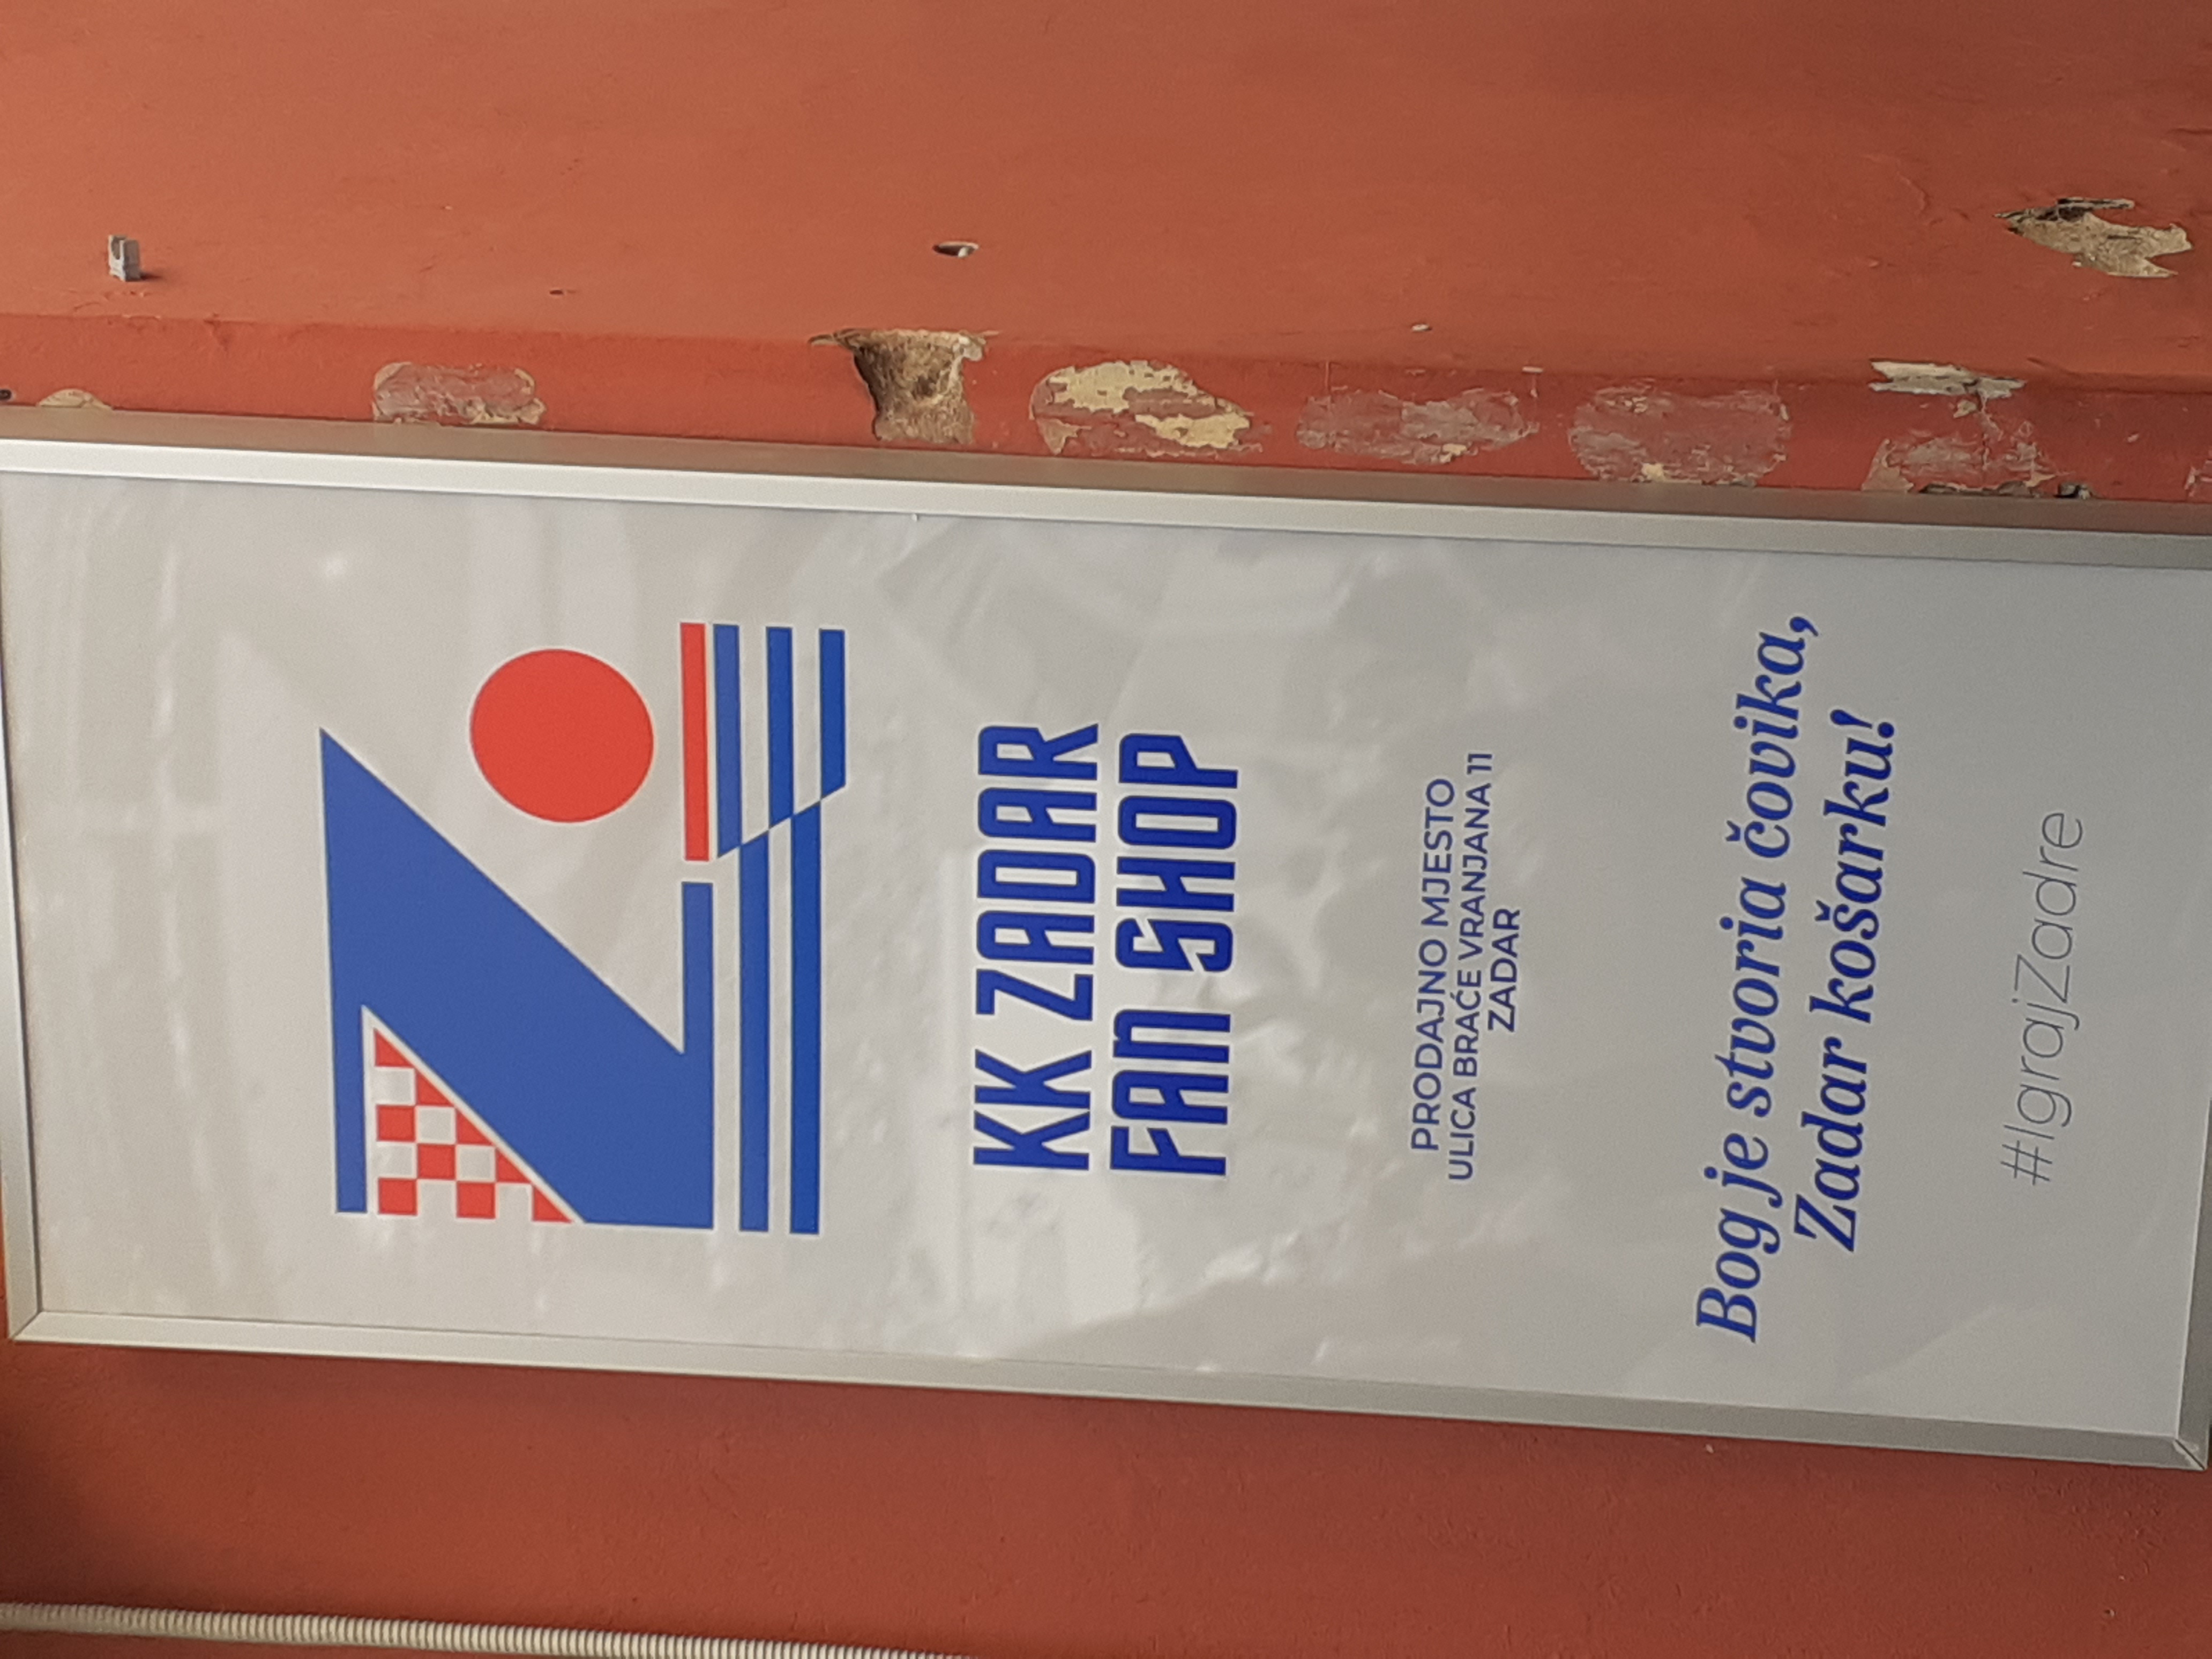 KK ZADAR
FAN SHOP
PRODAJNO MJESTO
ULICA BRAĆE VRANJANA 11
ZADAR
Bog je stvoria čovika,
Zadar košarku!
#IgrajZadre